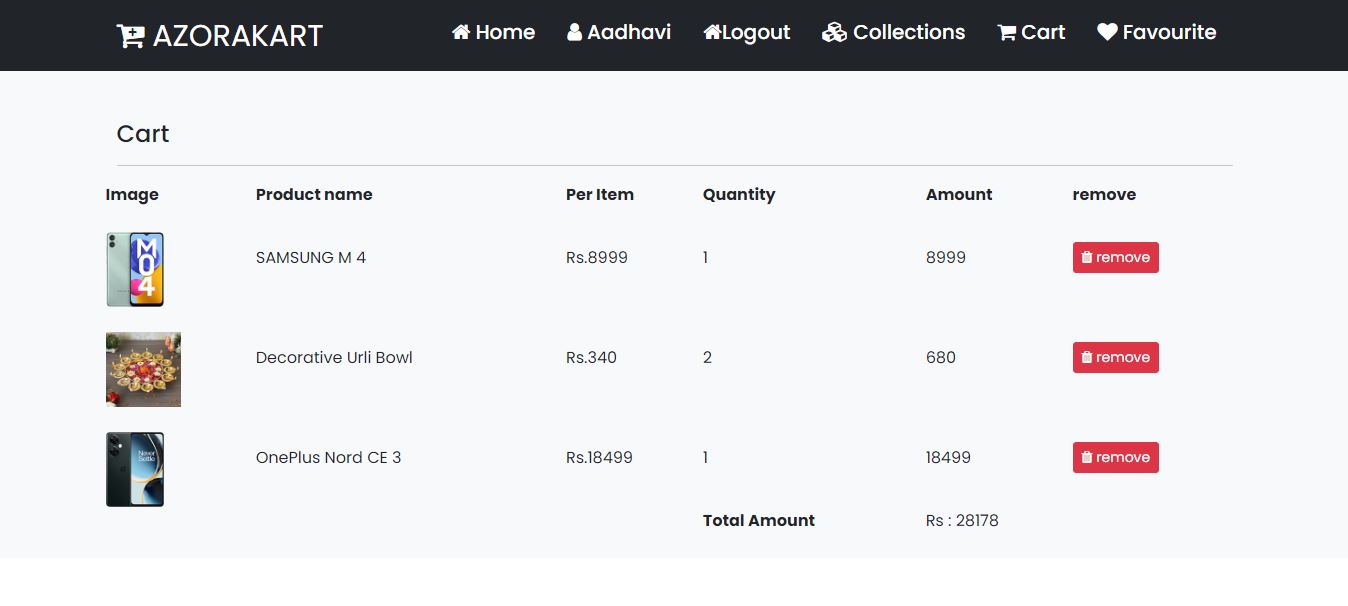 AZORAKART Home Aadhavi Logout Collections Cart Favourite
Cart
Image Product name Per Item Quantity Amount remove
M
0
4
SAMSUNG M 4 Rs.8999 1 8999 remove
Decorative Urli Bowl Rs.340 2 680 remove
Never
Settle
OnePlus Nord CE 3 Rs.18499 1 18499 remove
Total Amount Rs : 28178